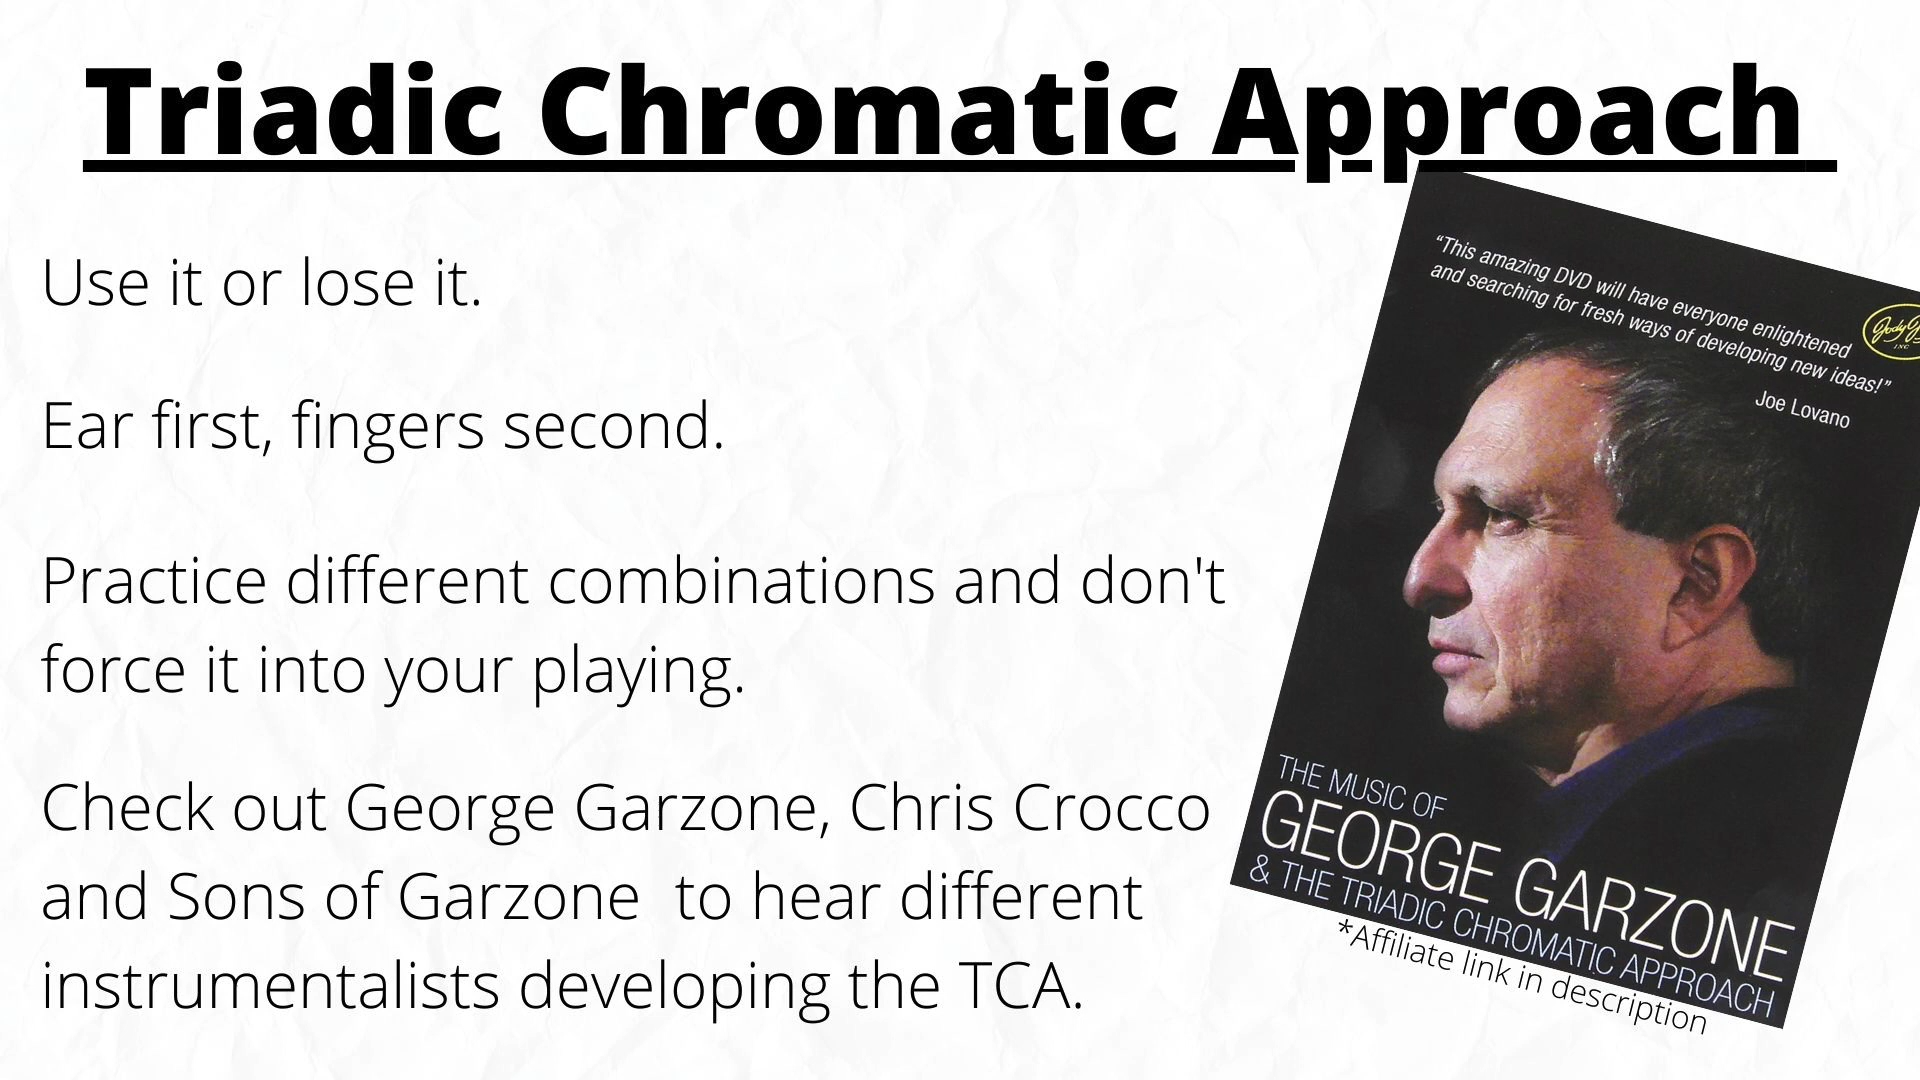 Triadic Chromatic Approach
Use it or lose it.
Ear first, fingers second.
Practice different combinations and don't
force it into your playing.
Check out George Garzone, Chris Crocco
and Sons of Garzone  to hear different
instrumentalists developing the TCA.
“This amazing DVD will have everyone enlightened
and searching for fresh ways of developing new ideas!”
Joe Lovano
INC
THE MUSIC OF
GEORGE GARZONE
& THE TRIADIC CHROMATIC APPROACH
*Affiliate link in description